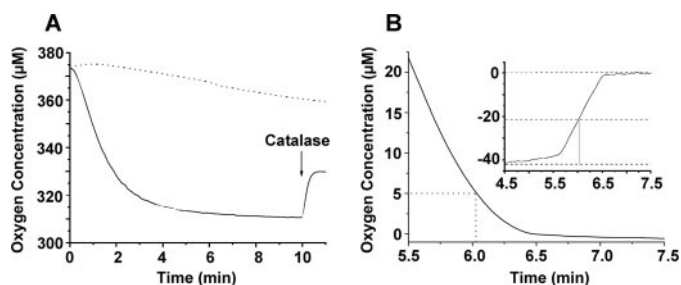 A
Oxygen Concentration (µM)
380
360
340
320
300
Catalase
0 2 4 6 8 10
Time (min)
B
Oxygen Concentration (µM)
20
15
10
5
0
5.5 6.0 6.5 7.0 7.5
Time (min)
0
-20
-40
4.5 5.5 6.5 7.5